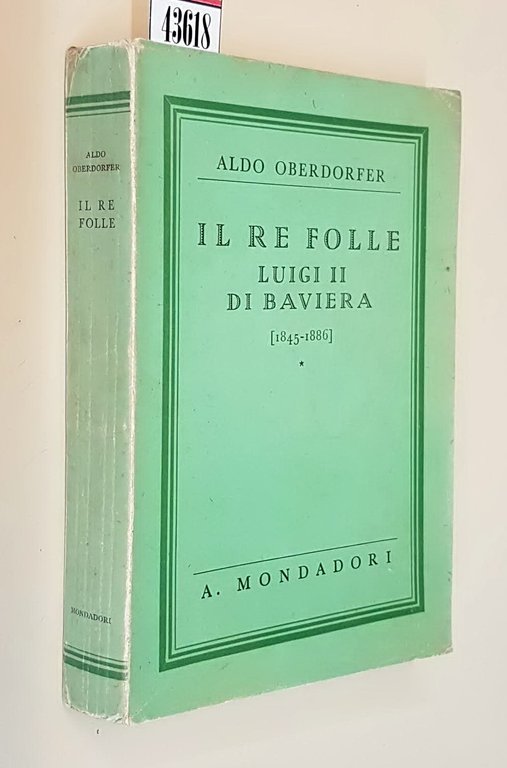 43618
ALDO
OBERDORFER
IL RE
FOLLE
MONDADORI
ALDO OBERDORFER
IL RE FOLLE
LUIGI II
DI BAVIERA
[1845-1886]
*
A. MONDADORI